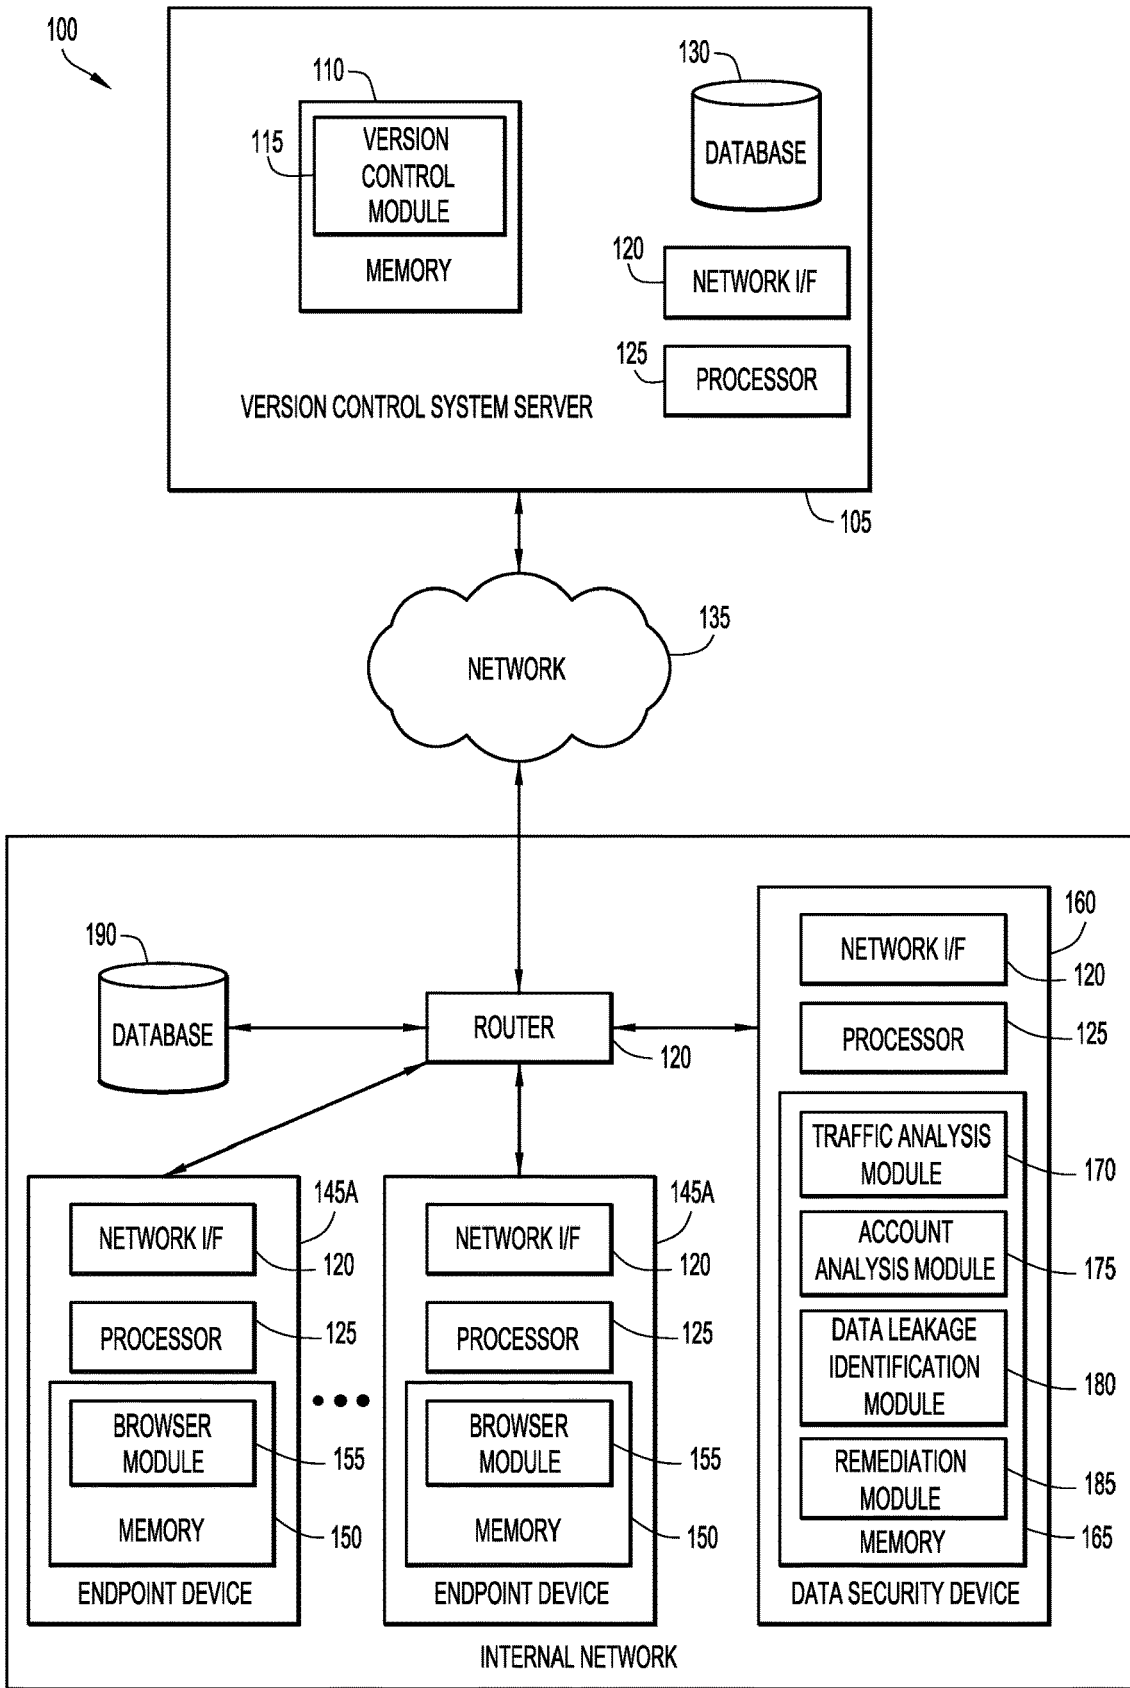 100
110
130
VERSION
CONTROL
MODULE
115
DATABASE
MEMORY
120
NETWORK I/F
125
PROCESSOR
VERSION CONTROL SYSTEM SERVER
105
135
NETWORK
190
DATABASE
ROUTER
120
160
NETWORK I/F
120
PROCESSOR
125
TRAFFIC ANALYSIS
MODULE
170
ACCOUNT
ANALYSIS MODULE
175
DATA LEAKAGE
IDENTIFICATION
MODULE
180
REMEDIATION
MODULE
185
MEMORY
165
DATA SECURITY DEVICE
145A
NETWORK I/F
120
PROCESSOR
125
BROWSER
MODULE
155
MEMORY
150
ENDPOINT DEVICE
145A
NETWORK I/F
120
PROCESSOR
125
BROWSER
MODULE
155
MEMORY
150
ENDPOINT DEVICE
INTERNAL NETWORK